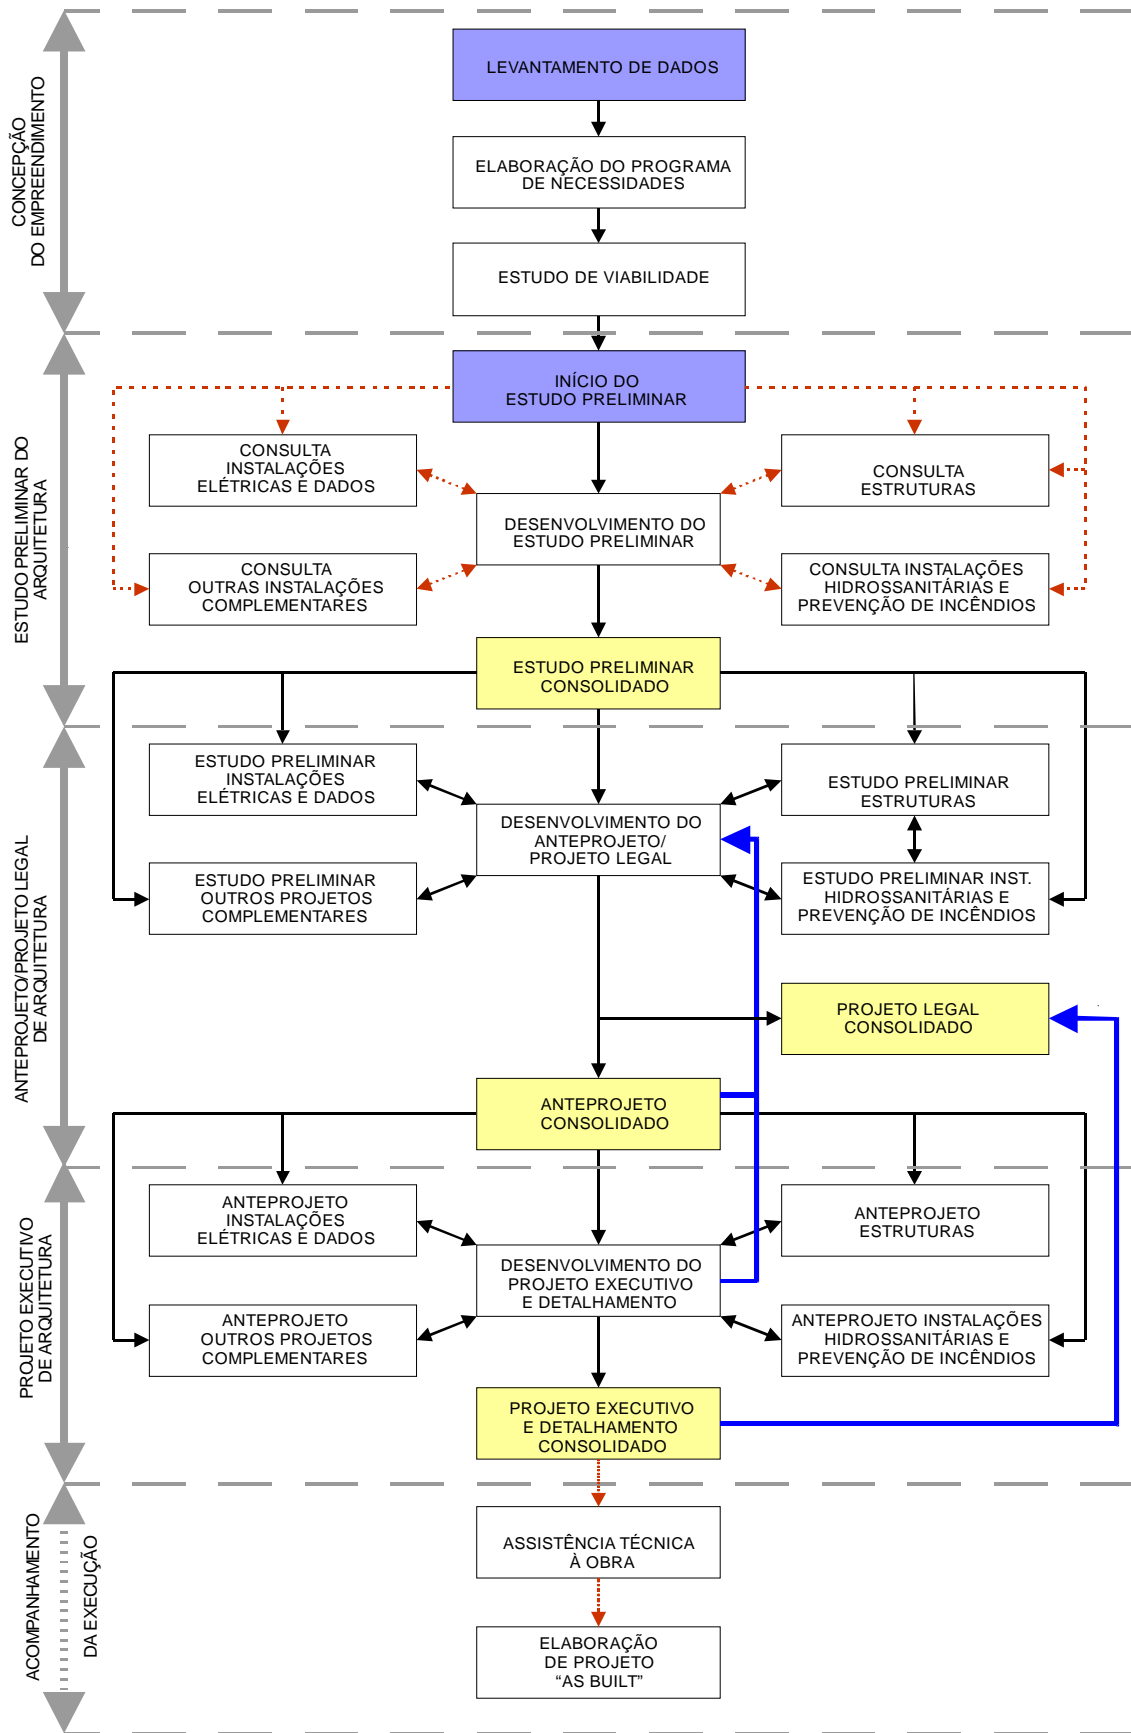 CONCEPÇÃO
DO EMPREENDIMENTO
LEVANTAMENTO DE DADOS
ELABORAÇÃO DO PROGRAMA
DE NECESSIDADES
ESTUDO DE VIABILIDADE
ESTUDO PRELIMINAR DO
ARQUITETURA
INÍCIO DO
ESTUDO PRELIMINAR
CONSULTA
INSTALAÇÕES
ELÉTRICAS E DADOS
CONSULTA
ESTRUTURAS
DESENVOLVIMENTO DO
ESTUDO PRELIMINAR
CONSULTA
OUTRAS INSTALAÇÕES
COMPLEMENTARES
CONSULTA INSTALAÇÕES
HIDROSSANITÁRIAS E
PREVENÇÃO DE INCÊNDIOS
ESTUDO PRELIMINAR
CONSOLIDADO
ANTEPROJETO/PROJETO LEGAL
DE ARQUITETURA
ESTUDO PRELIMINAR
INSTALAÇÕES
ELÉTRICAS E DADOS
ESTUDO PRELIMINAR
ESTRUTURAS
DESENVOLVIMENTO DO
ANTEPROJETO/
PROJETO LEGAL
ESTUDO PRELIMINAR
OUTROS PROJETOS
COMPLEMENTARES
ESTUDO PRELIMINAR INST.
HIDROSSANITÁRIAS E
PREVENÇÃO DE INCÊNDIOS
PROJETO LEGAL
CONSOLIDADO
ANTEPROJETO
CONSOLIDADO
PROJETO EXECUTIVO
DE ARQUITETURA
ANTEPROJETO
INSTALAÇÕES
ELÉTRICAS E DADOS
ANTEPROJETO
ESTRUTURAS
DESENVOLVIMENTO DO
PROJETO EXECUTIVO
E DETALHAMENTO
ANTEPROJETO
OUTROS PROJETOS
COMPLEMENTARES
ANTEPROJETO INSTALAÇÕES
HIDROSSANITÁRIAS E
PREVENÇÃO DE INCÊNDIOS
PROJETO EXECUTIVO
E DETALHAMENTO
CONSOLIDADO
ACOMPANHAMENTO
DA EXECUÇÃO
ASSISTÊNCIA TÉCNICA
À OBRA
ELABORAÇÃO
DE PROJETO
“AS BUILT”